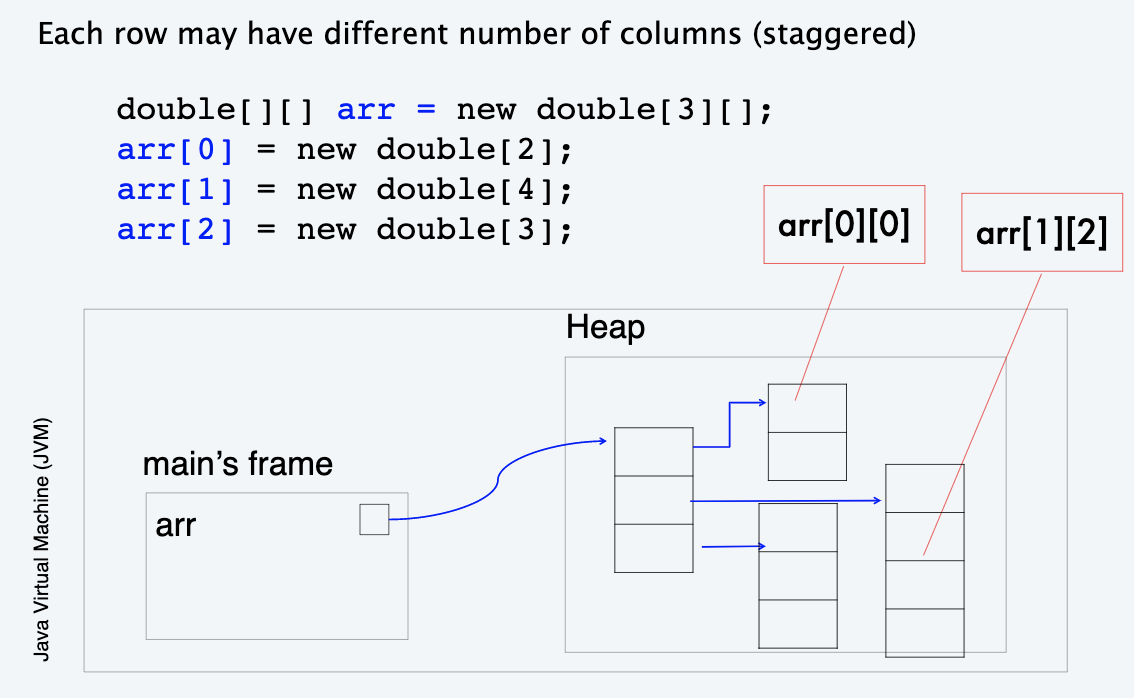 Each row may have different number of columns (staggered)
double[][] arr = new double[3][];
arr[0] = new double[2];
arr[1] = new double[4];
arr[2] = new double[3];
arr[0][0]
arr[1][2]
Heap
main’s frame
arr
Java Virtual Machine (JVM)